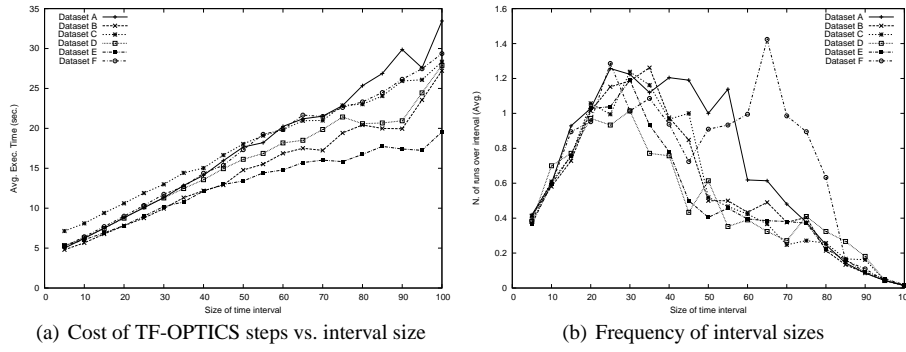 35
30
25
20
15
10
5
0
Avg. Exec. Time (sec.)
Dataset A
Dataset B
Dataset C
Dataset D
Dataset E
Dataset F
0 10 20 30 40 50 60 70 80 90 100
Size of time interval
(a) Cost of TF-OPTICS steps vs. interval size
1.6
1.4
1.2
1
0.8
0.6
0.4
0.2
0
N. of runs over interval (Avg.)
Dataset A
Dataset B
Dataset C
Dataset D
Dataset E
Dataset F
0 10 20 30 40 50 60 70 80 90 100
Size of time interval
(b) Frequency of interval sizes